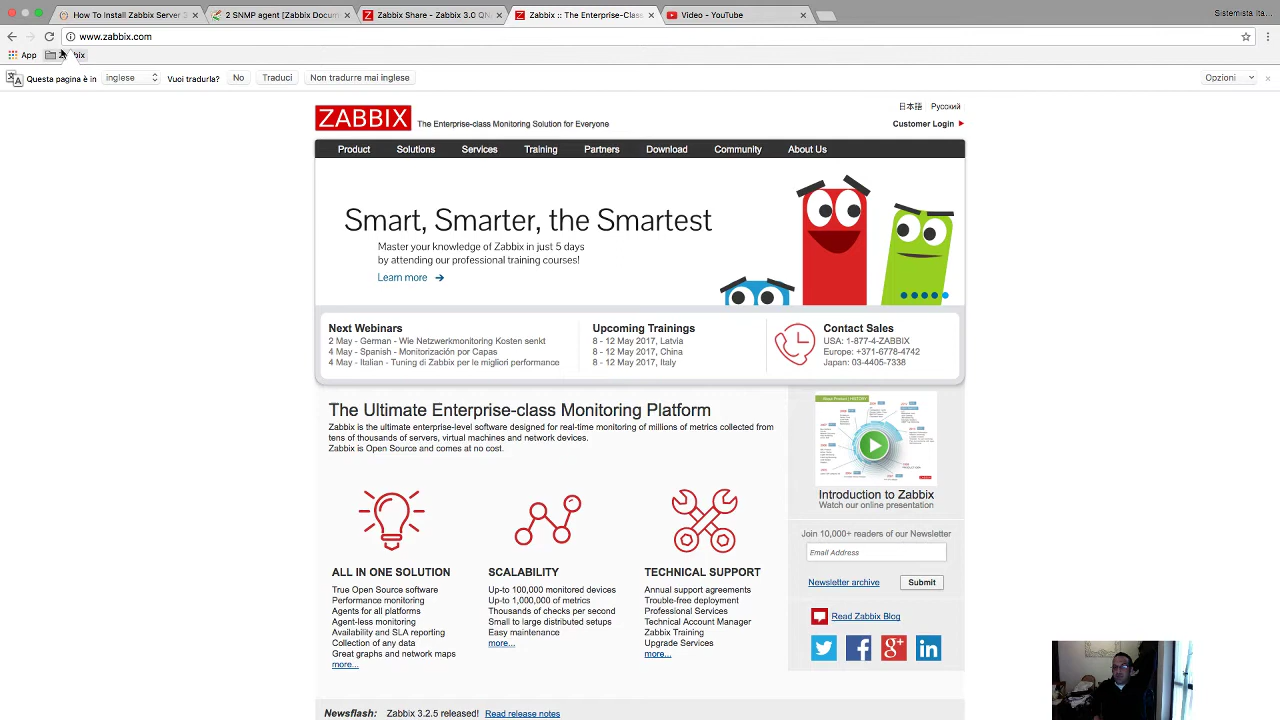 How To Install Zabbix Server 3
2 SNMP agent [Zabbix Docum
Zabbix Share - Zabbix 3.0 QN
Zabbix :: The Enterprise-Clas
Video - YouTube
Sistemista Ita...
www.zabbix.com
App
Questa pagina è in
inglese
Vuoi tradurla?
No
Traduci
Non tradurre mai inglese
Opzioni
ZABBIX
The Enterprise-class Monitoring Solution for Everyone
日本語 Русский
Customer Login
Product Solutions Services Training Partners Download Community About Us
Smart, Smarter, the Smartest
Master your knowledge of Zabbix in just 5 days
by attending our professional training courses!
Learn more
Next Webinars
2 May - German - Wie Netzwerkmonitoring Kosten senkt
4 May - Spanish - Monitorización por Capas
4 May - Italian - Tuning di Zabbix per le migliori performance
Upcoming Trainings
8 - 12 May 2017, Latvia
8 - 12 May 2017, China
8 - 12 May 2017, Italy
Contact Sales
USA: 1-877-4-ZABBIX
Europe: +371-6778-4742
Japan: 03-4405-7338
The Ultimate Enterprise-class Monitoring Platform
Zabbix is the ultimate enterprise-level software designed for real-time monitoring of millions of metrics collected from
tens of thousands of servers, virtual machines and network devices.
Zabbix is Open Source and comes at no cost.
ALL IN ONE SOLUTION
True Open Source software
Performance monitoring
Agents for all platforms
Agent-less monitoring
Availability and SLA reporting
Collection of any data
Great graphs and network maps
more...
SCALABILITY
Up-to 100,000 monitored devices
Up-to 1,000,000 of metrics
Thousands of checks per second
Small to large distributed setups
Easy maintenance
more...
TECHNICAL SUPPORT
Annual support agreements
Trouble-free deployment
Professional Services
Technical Account Manager
Zabbix Training
Upgrade Services
more...
Introduction to Zabbix
Watch our online presentation
Join 10,000+ readers of our Newsletter
Email Address
Newsletter archive
Submit
Read Zabbix Blog
Newsflash: Zabbix 3.2.5 released! Read release notes